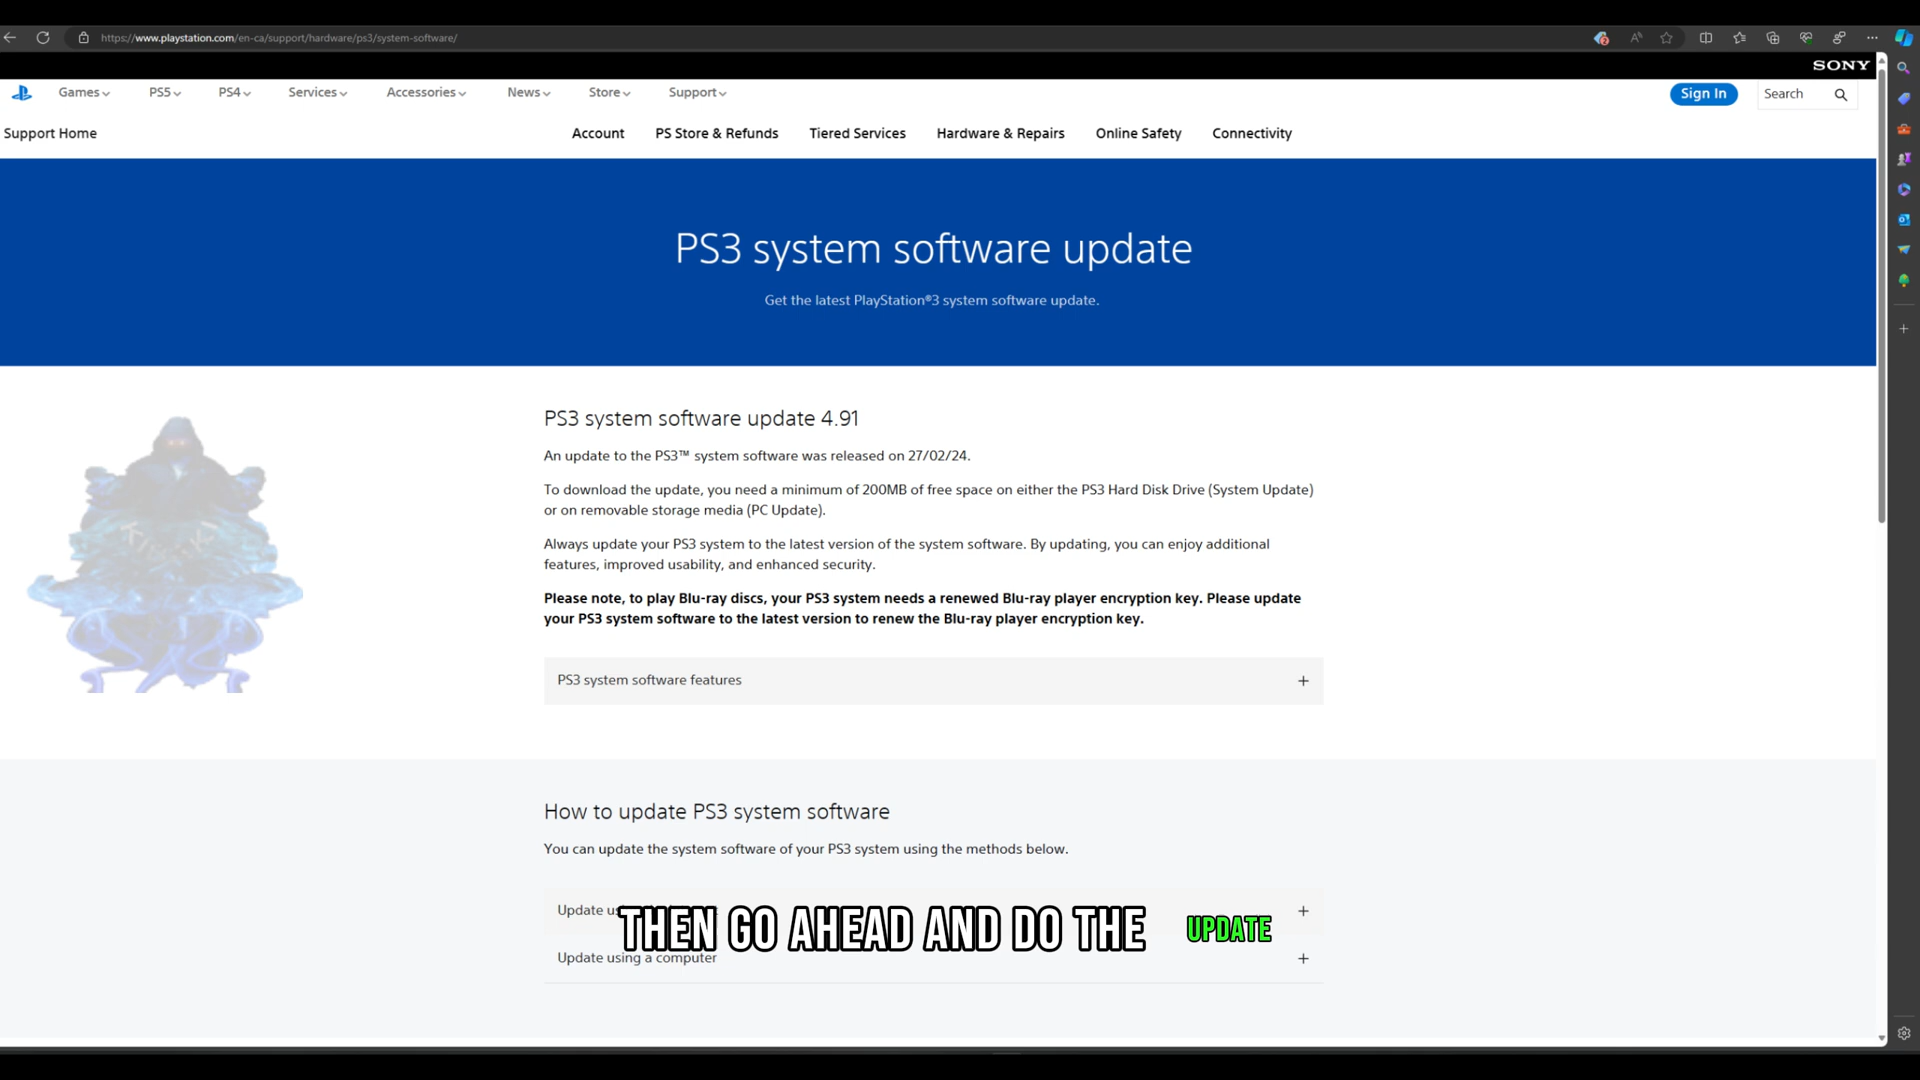 https://www.playstation.com/en-ca/support/hardware/ps3/system-software/
SONY
Games PS5 PS4 Services Accessories News Store Support Sign In Search
Support Home Account PS Store & Refunds Tiered Services Hardware & Repairs Online Safety Connectivity
PS3 system software update
Get the latest PlayStation®3 system software update.
PS3 system software update 4.91
An update to the PS3™ system software was released on 27/02/24.
To download the update, you need a minimum of 200MB of free space on either the PS3 Hard Disk Drive (System Update)
or on removable storage media (PC Update).
Always update your PS3 system to the latest version of the system software. By updating, you can enjoy additional
features, improved usability, and enhanced security.
Please note, to play Blu-ray discs, your PS3 system needs a renewed Blu-ray player encryption key. Please update
your PS3 system software to the latest version to renew the Blu-ray player encryption key.
PS3 system software features
How to update PS3 system software
You can update the system software of your PS3 system using the methods below.
Update
THEN GO AHEAD AND DO THE UPDATE
Update using a computer